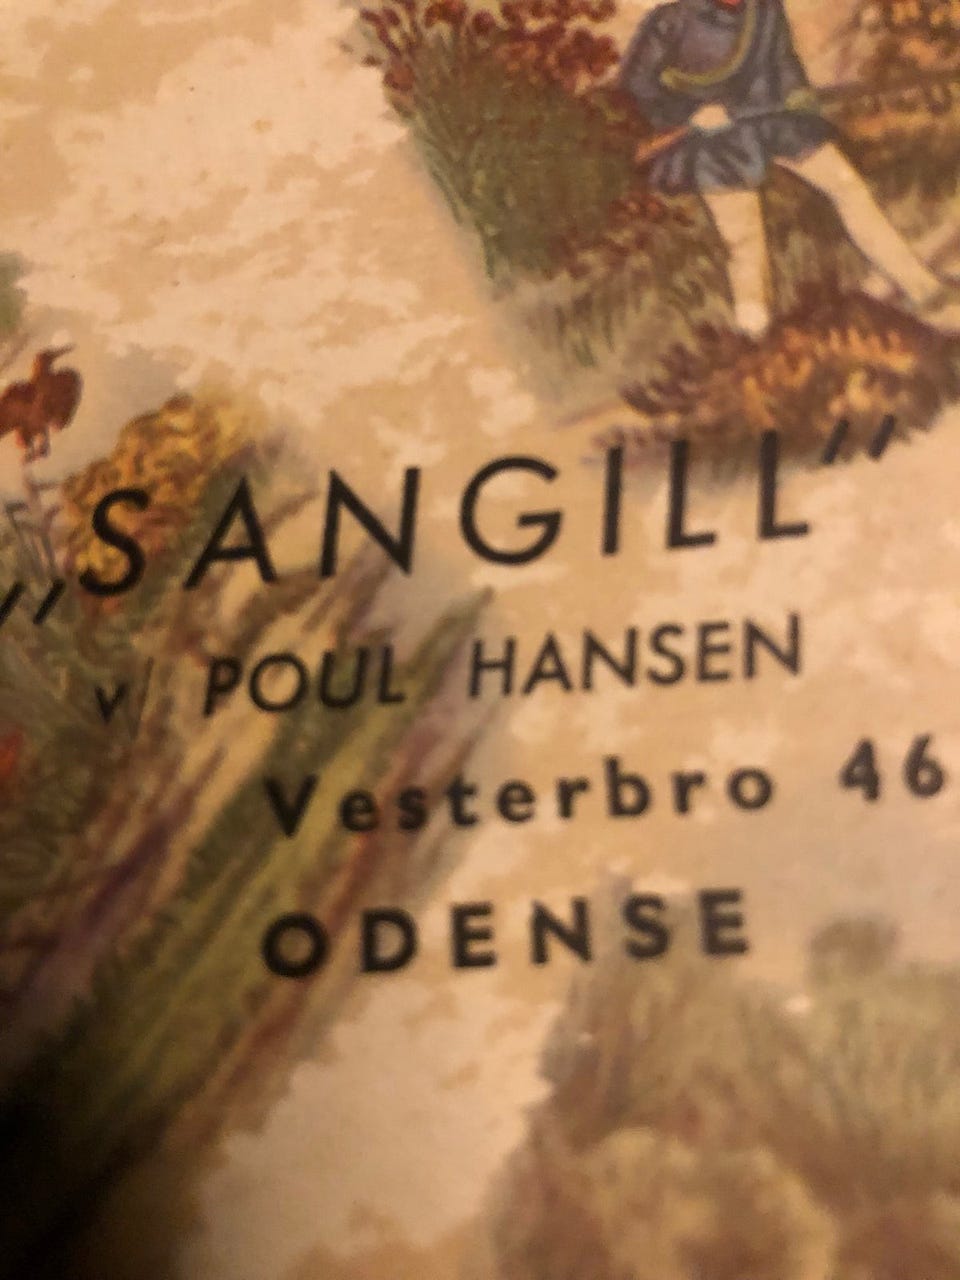 „SANGILL”
v/ POUL HANSEN
Vesterbro 46
ODENSE